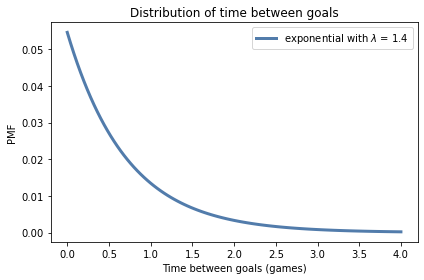 Distribution of time between goals
exponential with λ = 1.4
PMF
0.05
0.04
0.03
0.02
0.01
0.00
0.0 0.5 1.0 1.5 2.0 2.5 3.0 3.5 4.0
Time between goals (games)